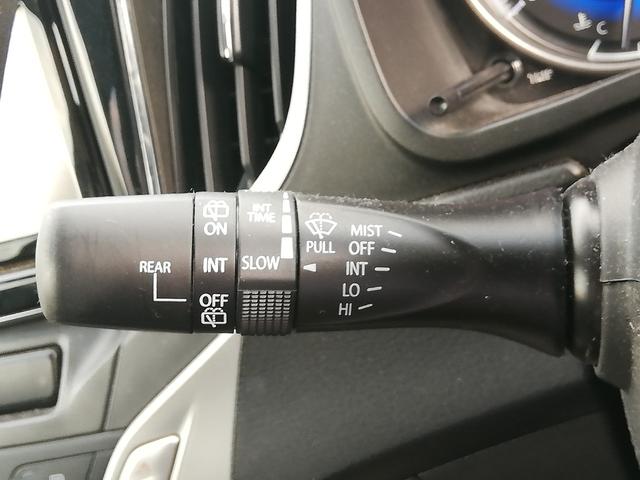 REAR
ON
INT
OFF
INT
TIME
SLOW
PULL
MIST
OFF
INT
LO
HI
C